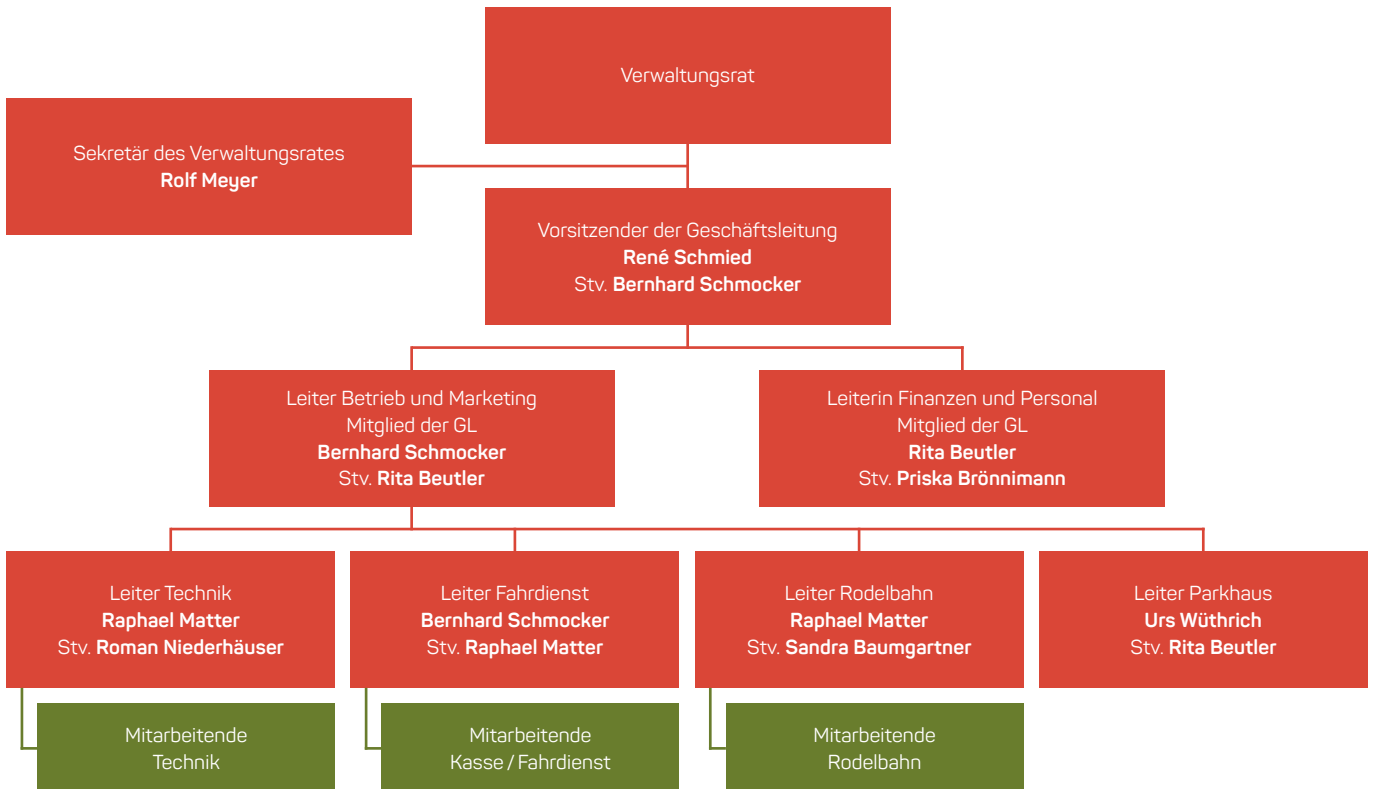 Verwaltungsrat
Sekretär des Verwaltungsrates
Rolf Meyer
Vorsitzender der Geschäftsleitung
René Schmied
Stv. Bernhard Schmocker
Leiter Betrieb und Marketing
Mitglied der GL
Bernhard Schmocker
Stv. Rita Beutler
Leiterin Finanzen und Personal
Mitglied der GL
Rita Beutler
Stv. Priska Brönnimann
Leiter Technik
Raphael Matter
Stv. Roman Niederhäuser
Leiter Fahrdienst
Bernhard Schmocker
Stv. Raphael Matter
Leiter Rodelbahn
Raphael Matter
Stv. Sandra Baumgartner
Leiter Parkhaus
Urs Wüthrich
Stv. Rita Beutler
Mitarbeitende
Technik
Mitarbeitende
Kasse / Fahrdienst
Mitarbeitende
Rodelbahn